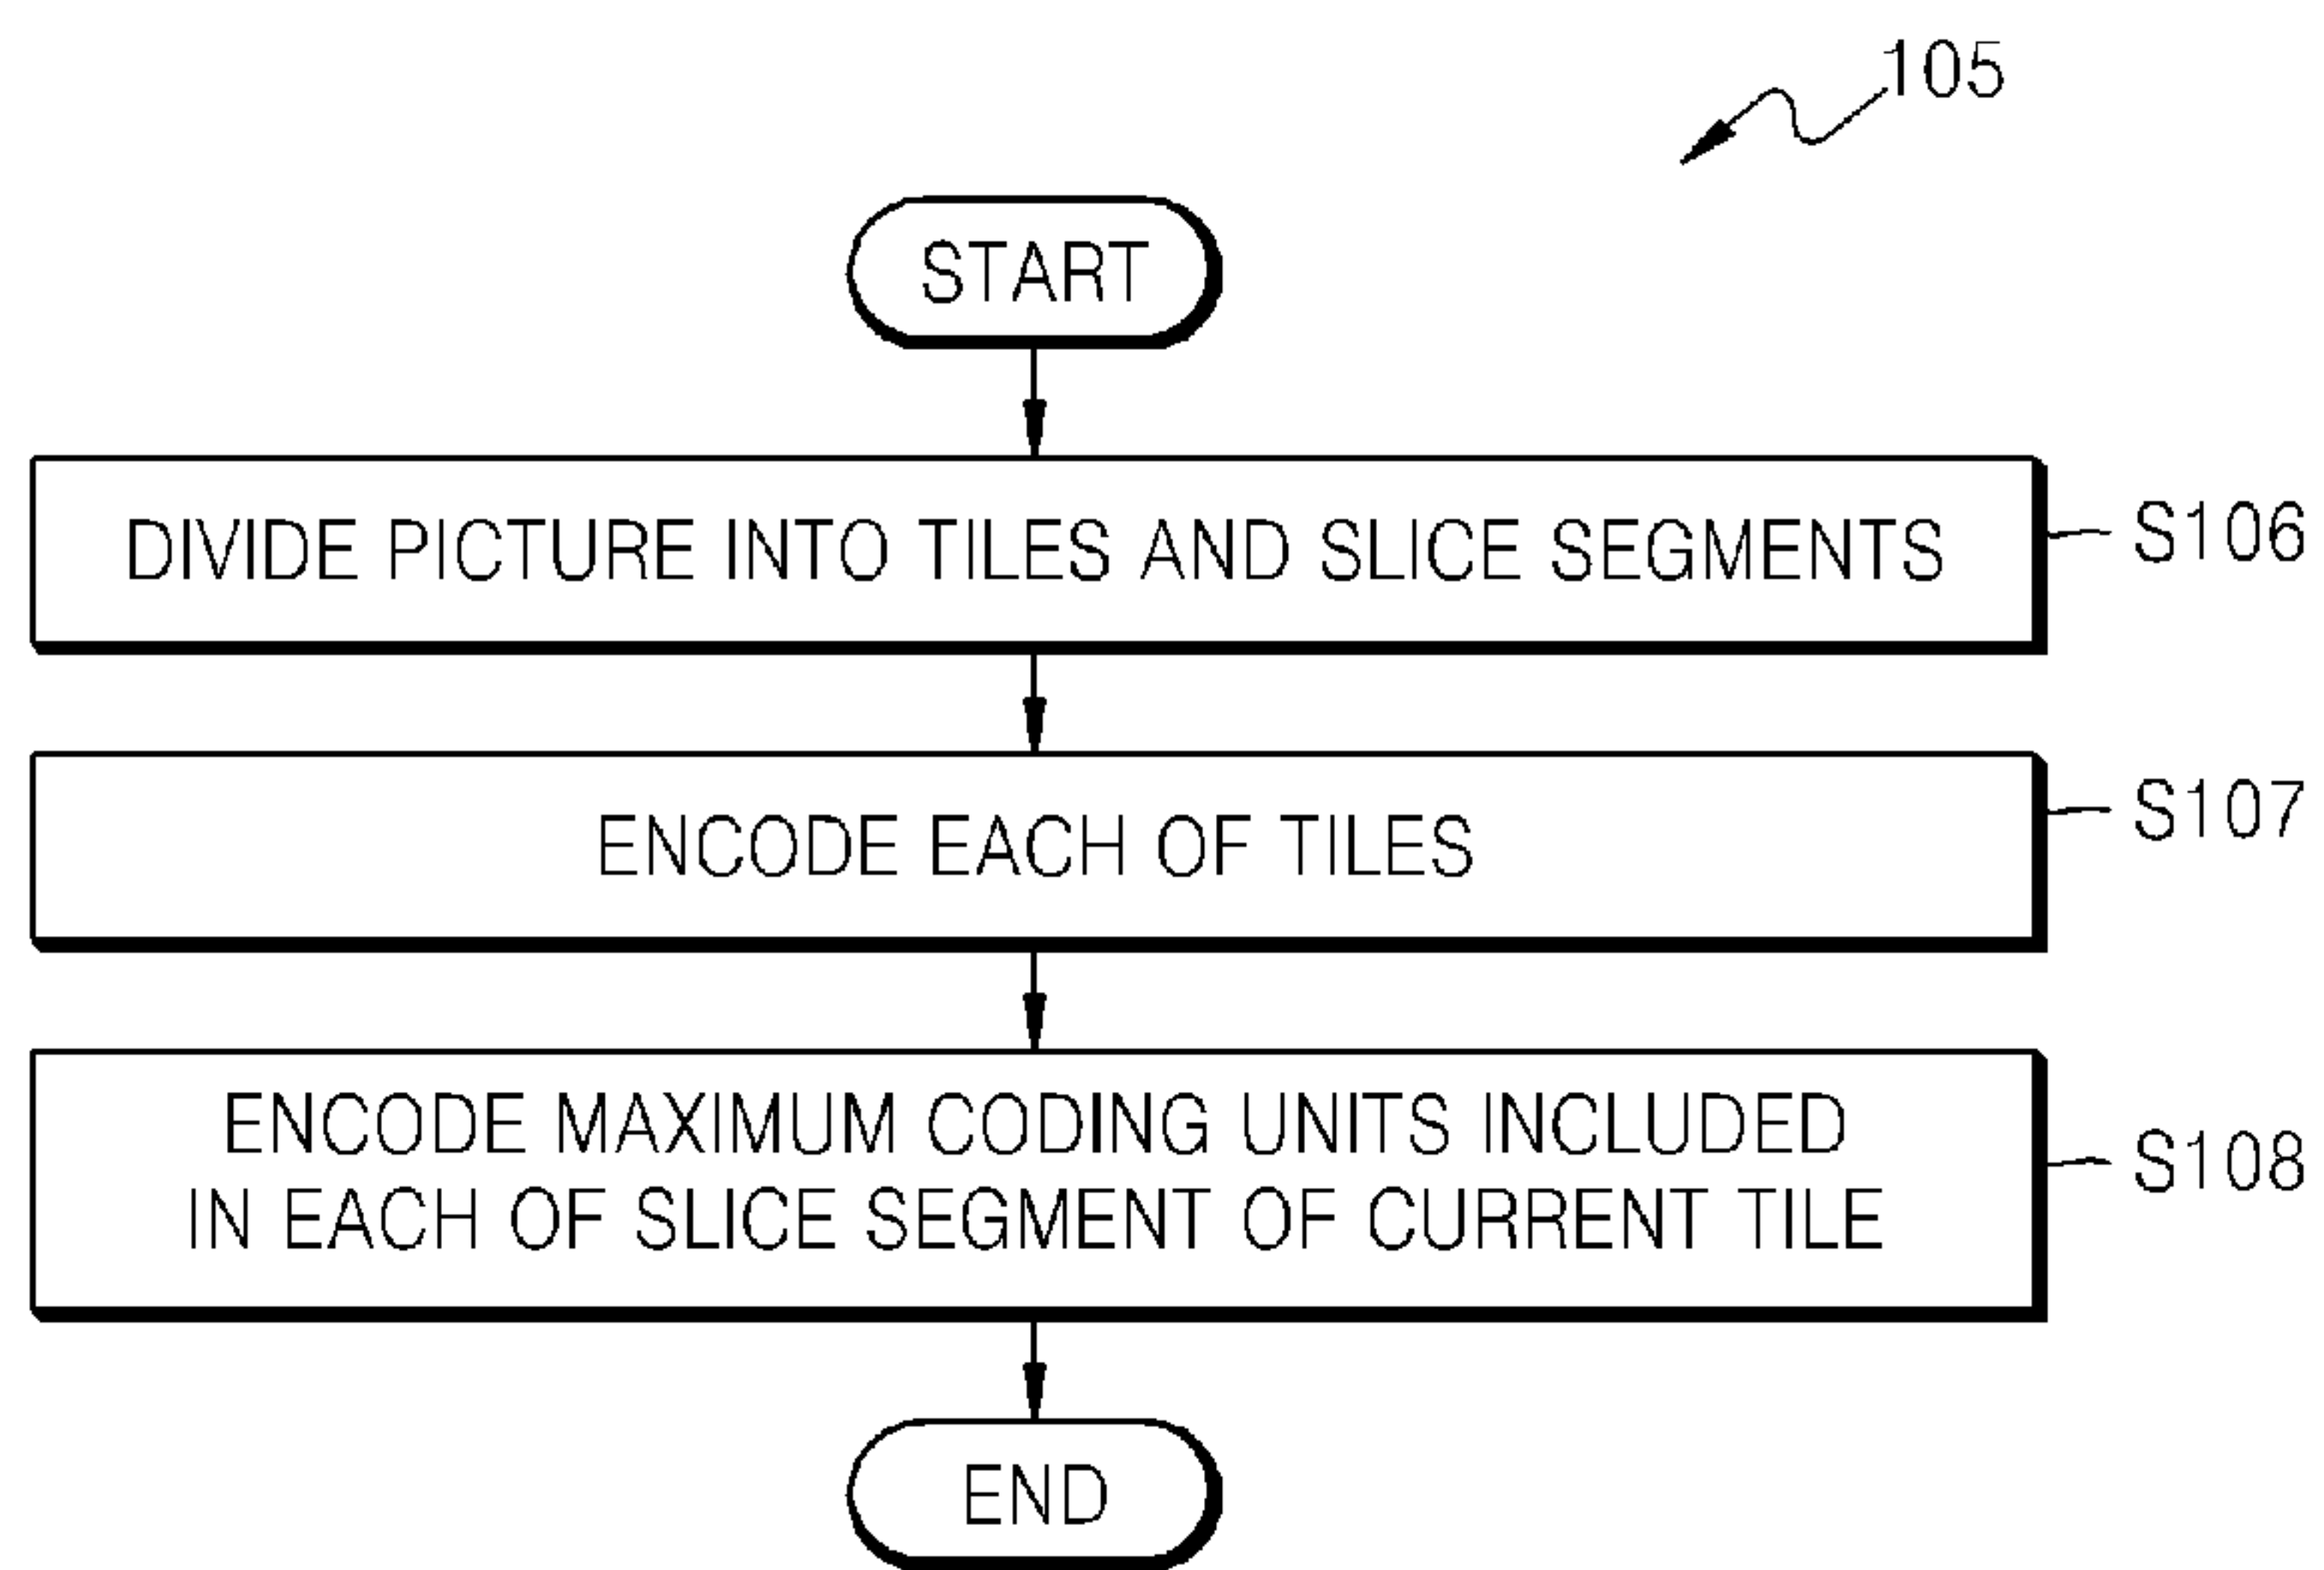 105
START
DIVIDE PICTURE INTO TILES AND SLICE SEGMENTS
S106
ENCODE EACH OF TILES
S107
ENCODE MAXIMUM CODING UNITS INCLUDED
IN EACH OF SLICE SEGMENT OF CURRENT TILE
S108
END